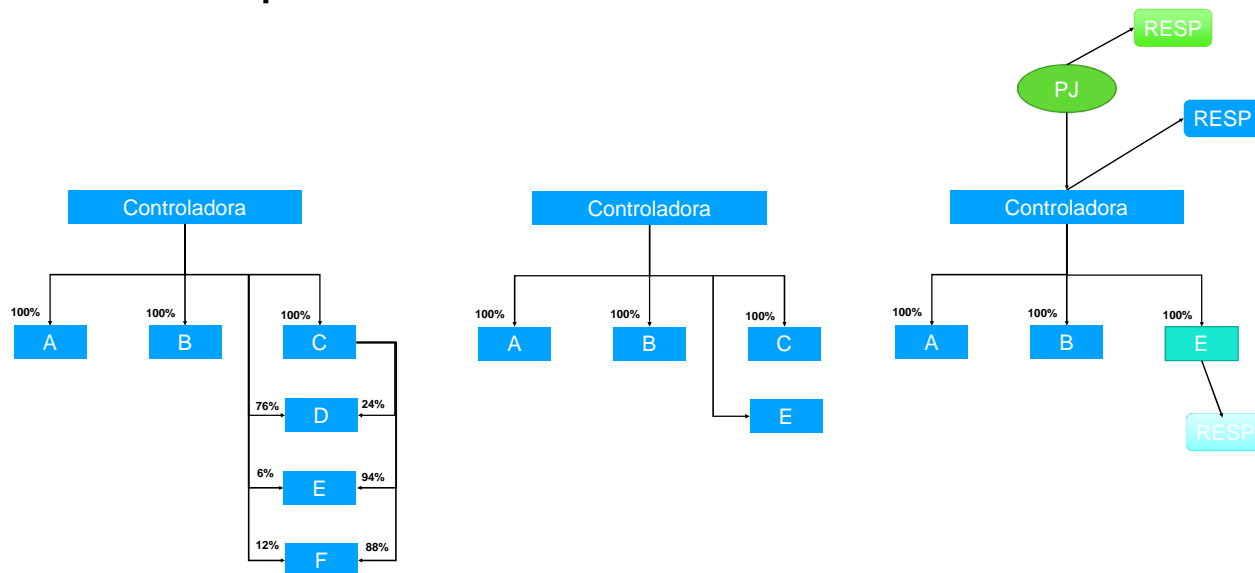 RESP
PJ
RESP
Controladora
100%
A
100%
B
100%
C
76%
D
24%
6%
E
94%
12%
F
88%
Controladora
100%
A
100%
B
100%
C
E
Controladora
100%
A
100%
B
100%
E
RESP